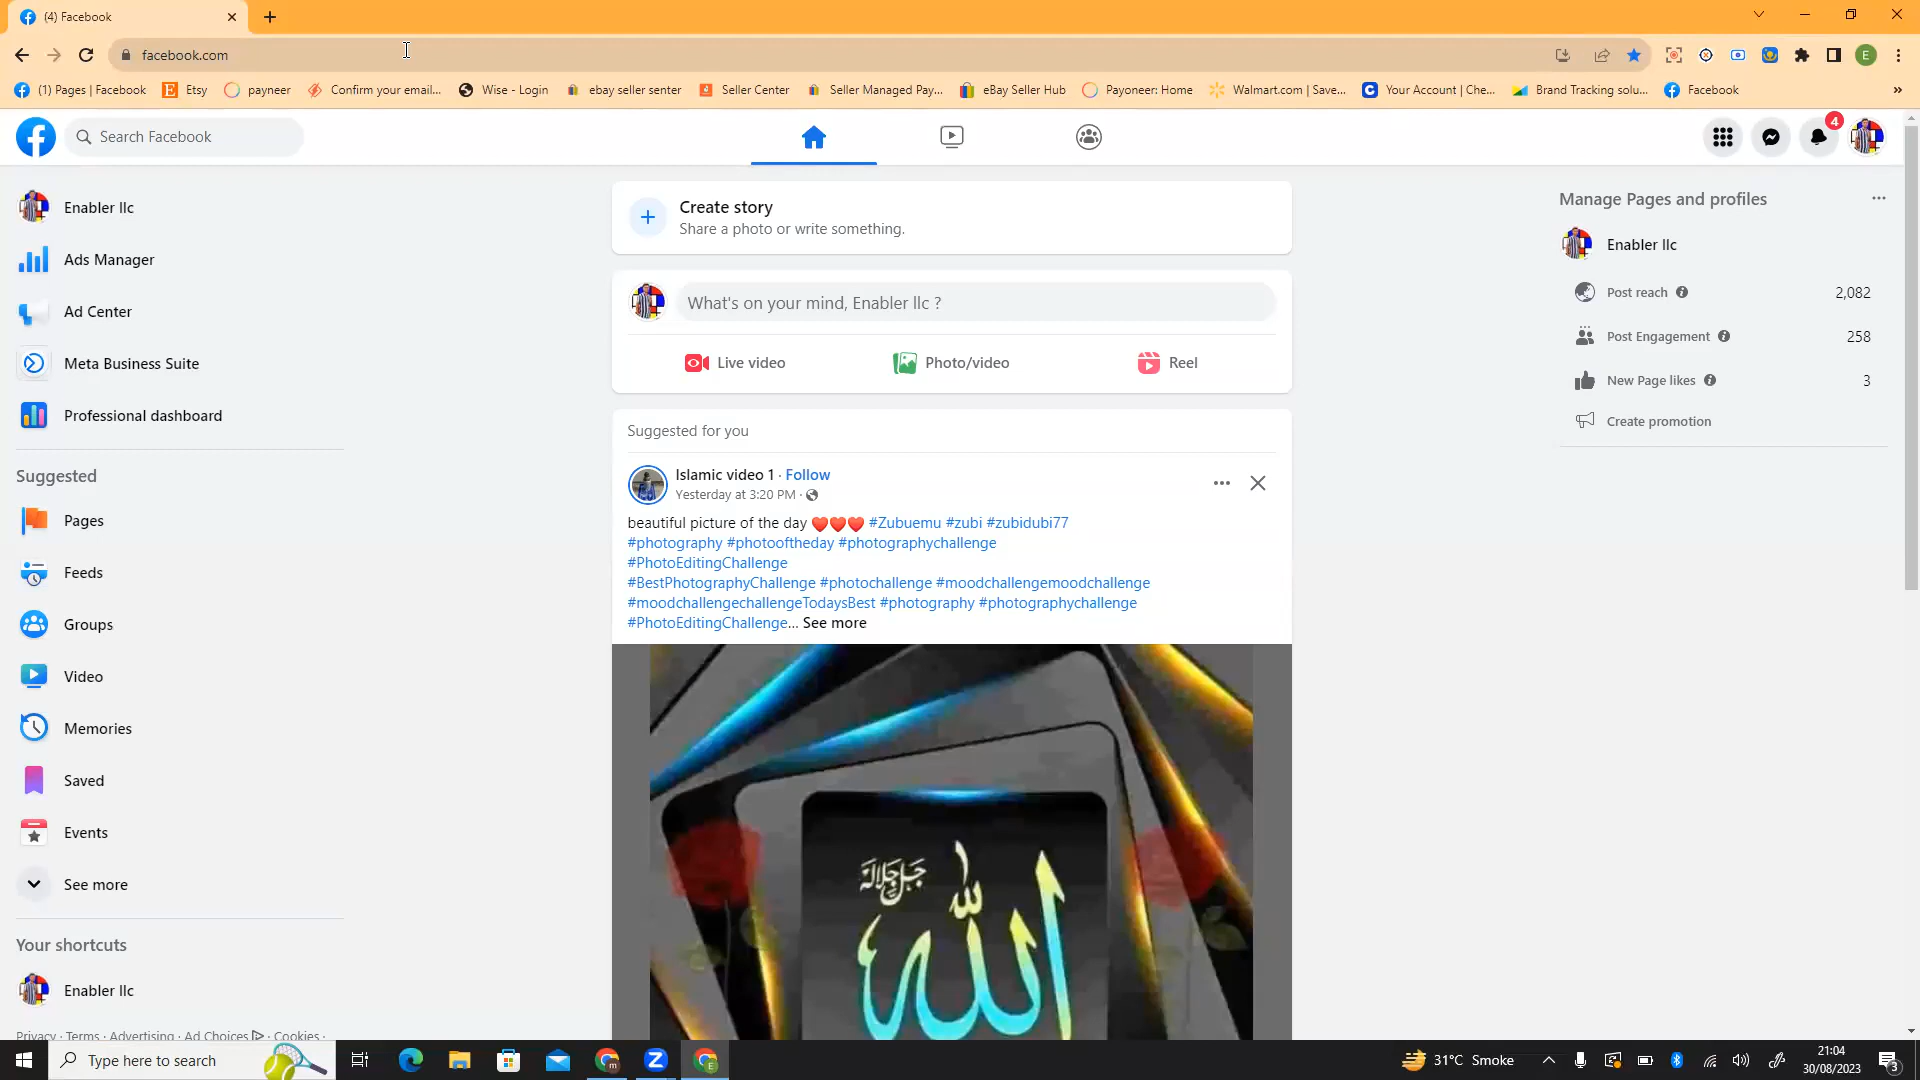 (4) Facebook
facebook.com
E
(1) Pages | Facebook
Etsy
payneer
Confirm your email...
Wise - Login
ebay seller senter
Seller Center
Seller Managed Pay...
eBay Seller Hub
Payoneer: Home
Walmart.com | Save...
Your Account | Che...
Brand Tracking solu...
Facebook
»
Search Facebook
4
Enabler llc
Ads Manager
Ad Center
Meta Business Suite
Professional dashboard
Suggested
Pages
Feeds
Groups
Video
Memories
Saved
Events
See more
Your shortcuts
Enabler llc
Privacy · Terms · Advertising · Ad Choices · Cookies ·
Create story
Share a photo or write something.
What's on your mind, Enabler llc ?
Live video
Photo/video
Reel
Suggested for you
Islamic video 1 · Follow
Yesterday at 3:20 PM ·
beautiful picture of the day ❤️❤️❤️ #Zubuemu #zubi #zubidubi77
#photography #photooftheday #photographychallenge
#PhotoEditingChallenge
#BestPhotographyChallenge #photochallenge #moodchallengemoodchallenge
#moodchallengechallengeTodaysBest #photography #photographychallenge
#PhotoEditingChallenge... See more
جل جلاله
الله
Manage Pages and profiles
Enabler llc
Post reach 2,082
Post Engagement 258
New Page likes 3
Create promotion
Type here to search
31°C Smoke
21:04
30/08/2023
3